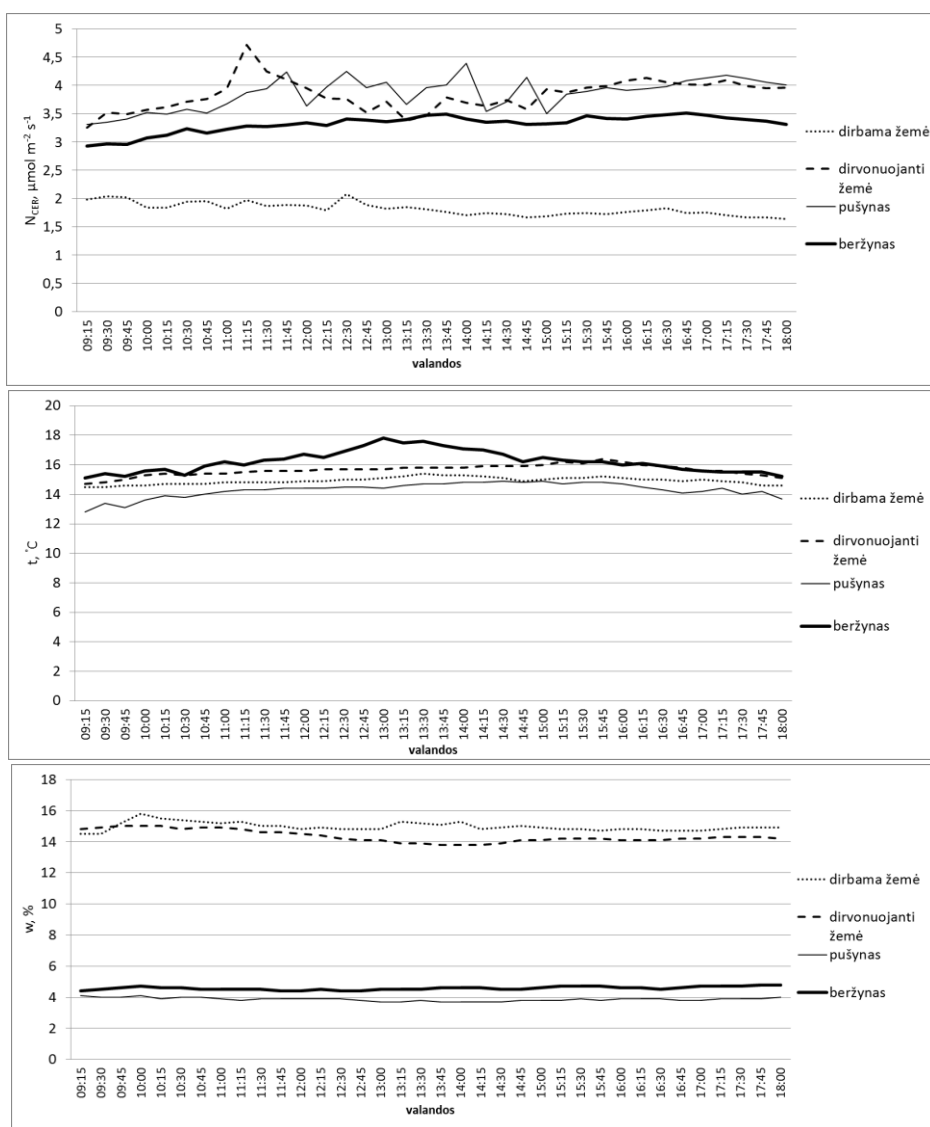 5
4,5
4
3,5
3
2,5
2
1,5
1
0,5
0
N_CER, µmol m⁻² s⁻¹
09:15 09:30 09:45 10:00 10:15 10:30 10:45 11:00 11:15 11:30 11:45 12:00 12:15 12:30 12:45 13:00 13:15 13:30 13:45 14:00 14:15 14:30 14:45 15:00 15:15 15:30 15:45 16:00 16:15 16:30 16:45 17:00 17:15 17:30 17:45 18:00
valandos
dirbama žemė
dirvonuojanti
žemė
pušynas
beržynas
20
18
16
14
12
10
8
6
4
2
0
t, ˚C
09:15 09:30 09:45 10:00 10:15 10:30 10:45 11:00 11:15 11:30 11:45 12:00 12:15 12:30 12:45 13:00 13:15 13:30 13:45 14:00 14:15 14:30 14:45 15:00 15:15 15:30 15:45 16:00 16:15 16:30 16:45 17:00 17:15 17:30 17:45 18:00
valandos
dirbama žemė
dirvonuojanti
žemė
pušynas
beržynas
18
16
14
12
10
8
6
4
2
0
w, %
09:15 09:30 09:45 10:00 10:15 10:30 10:45 11:00 11:15 11:30 11:45 12:00 12:15 12:30 12:45 13:00 13:15 13:30 13:45 14:00 14:15 14:30 14:45 15:00 15:15 15:30 15:45 16:00 16:15 16:30 16:45 17:00 17:15 17:30 17:45 18:00
valandos
dirbama žemė
dirvonuojanti
žemė
pušynas
beržynas